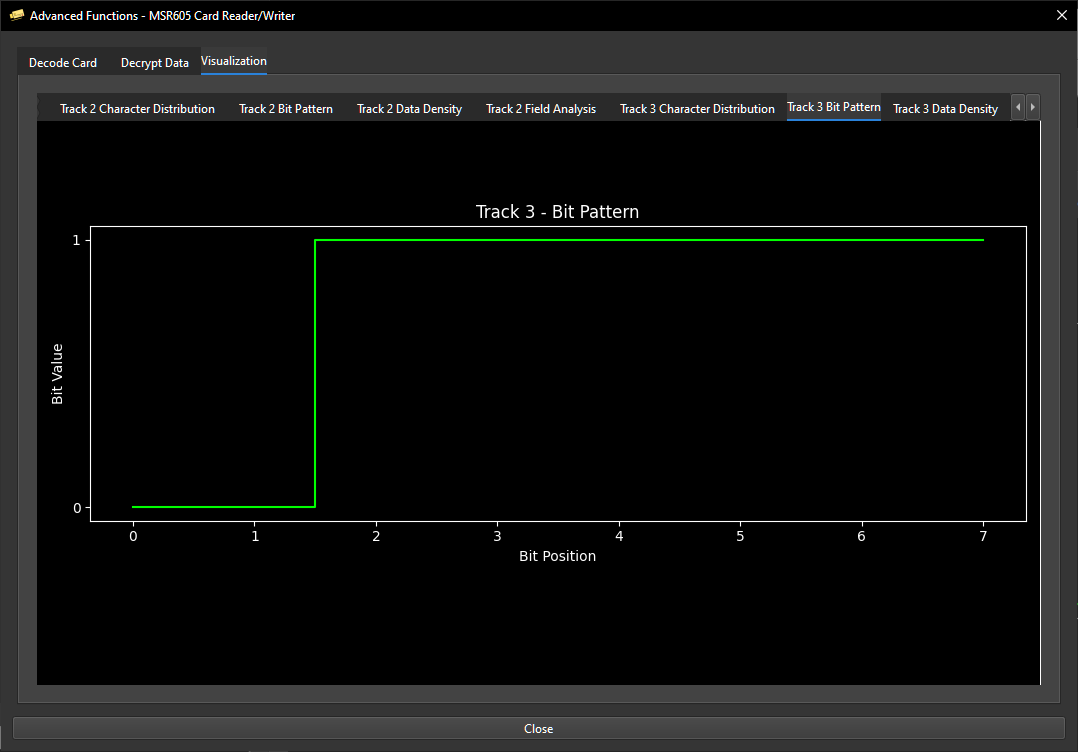 Advanced Functions - MSR605 Card Reader/Writer
Decode Card Decrypt Data Visualization
Track 2 Character Distribution Track 2 Bit Pattern Track 2 Data Density Track 2 Field Analysis Track 3 Character Distribution Track 3 Bit Pattern Track 3 Data Density
Track 3 - Bit Pattern
1
Bit Value
0
0 1 2 3 4 5 6 7
Bit Position
Close